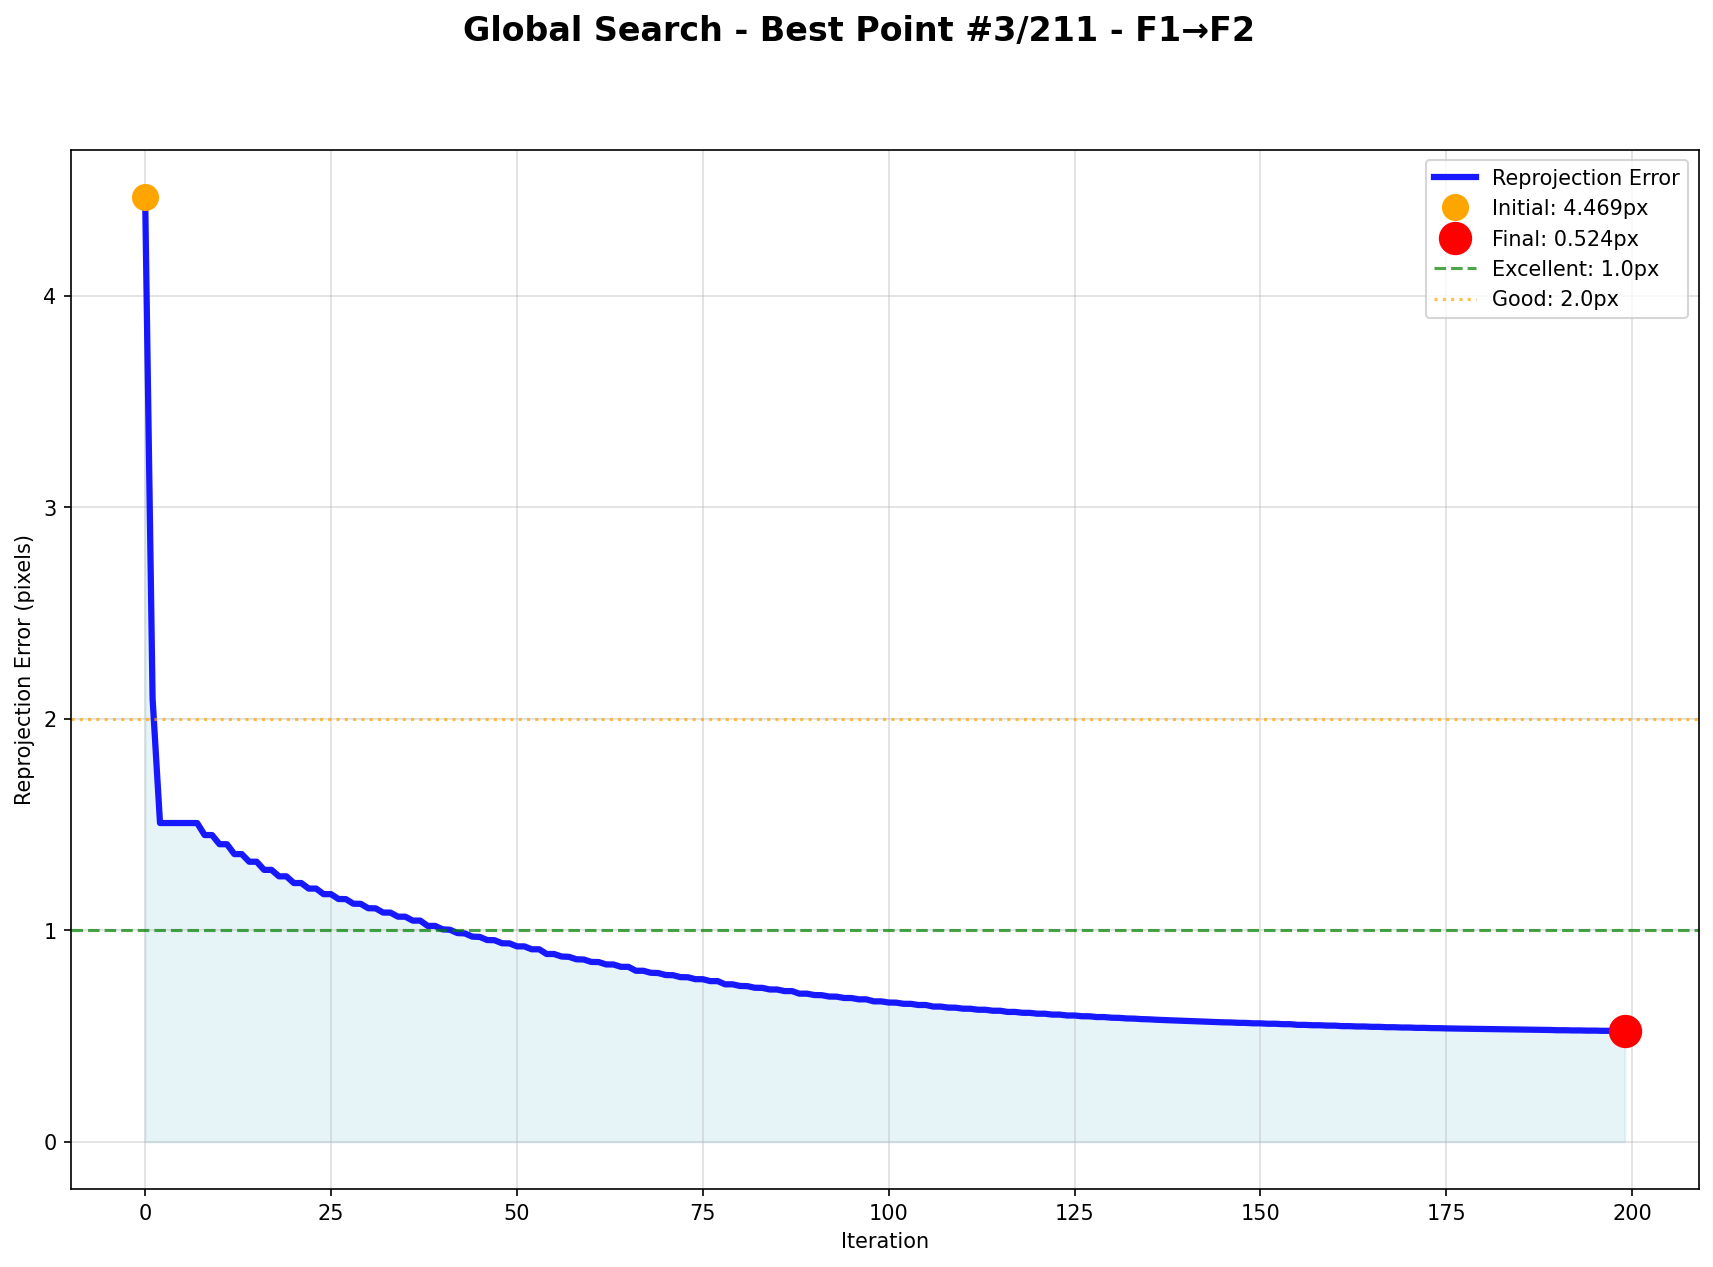 Global Search - Best Point #3/211 - F1→F2
Reprojection Error
Initial: 4.469px
Final: 0.524px
Excellent: 1.0px
Good: 2.0px
Reprojection Error (pixels)
4
3
2
1
0
0 25 50 75 100 125 150 175 200
Iteration